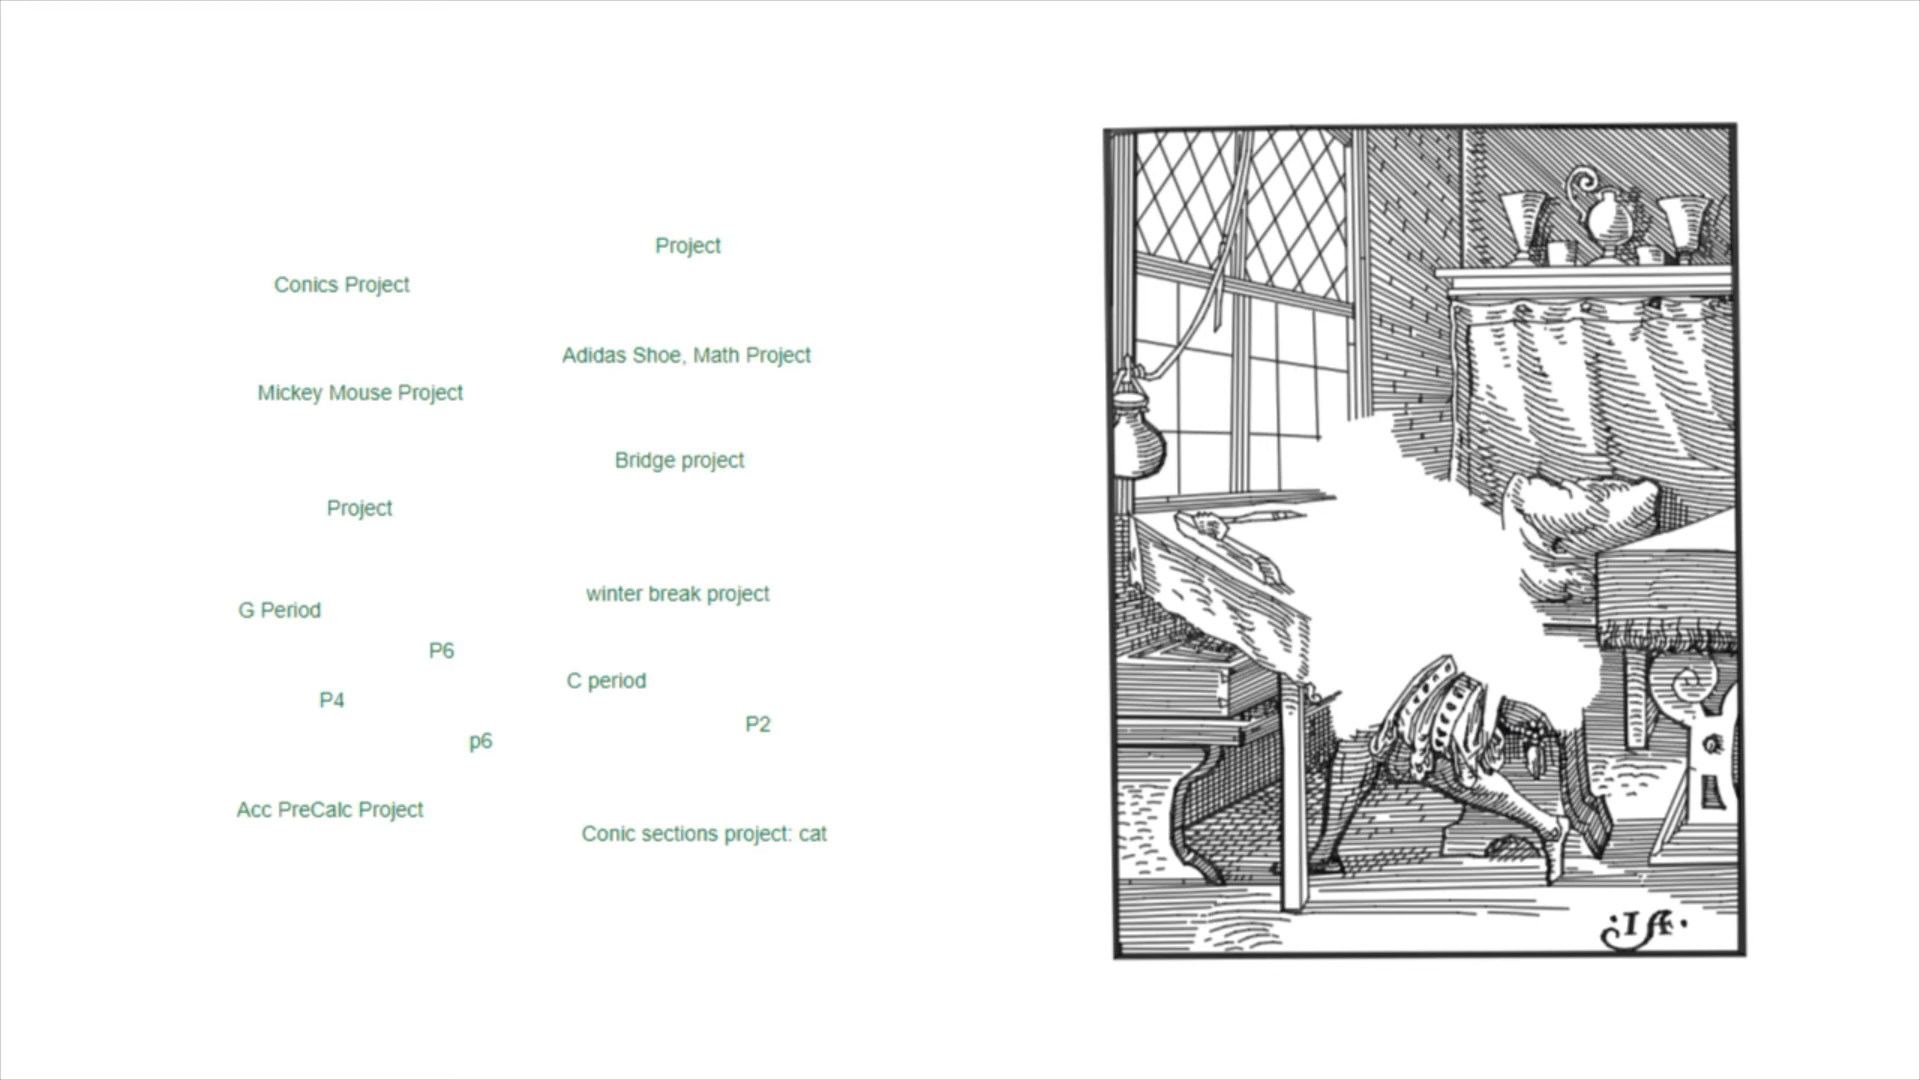 Project
Conics Project
Adidas Shoe, Math Project
Mickey Mouse Project
Bridge project
Project
winter break project
G Period
P6
C period
P4
P2
p6
Acc PreCalc Project
Conic sections project: cat